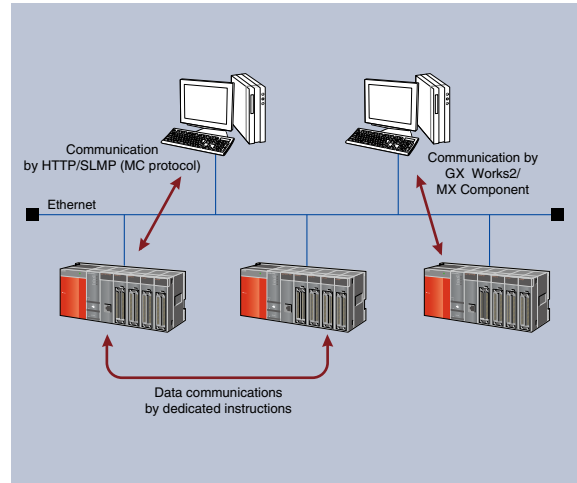 Communication
by HTTP/SLMP (MC protocol)
Communication by
GX Works2/
MX Component
Ethernet
Data communications
by dedicated instructions